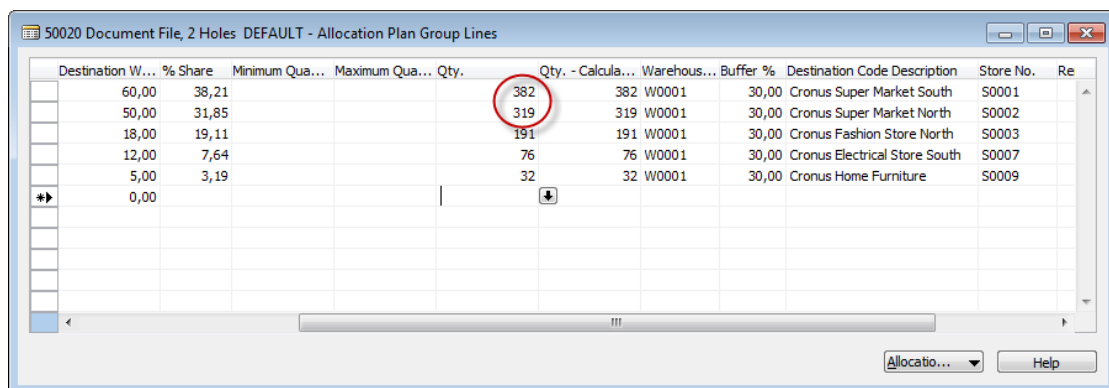 50020 Document File, 2 Holes DEFAULT - Allocation Plan Group Lines
Destination W... % Share Minimum Qua... Maximum Qua... Qty. Qty. - Calcula... Warehous... Buffer % Destination Code Description Store No. Re
60,00 38,21 382 382 W0001 30,00 Cronus Super Market South S0001
50,00 31,85 319 319 W0001 30,00 Cronus Super Market North S0002
18,00 19,11 191 191 W0001 30,00 Cronus Fashion Store North S0003
12,00 7,64 76 76 W0001 30,00 Cronus Electrical Store South S0007
5,00 3,19 32 32 W0001 30,00 Cronus Home Furniture S0009
0,00
Allocatio... Help